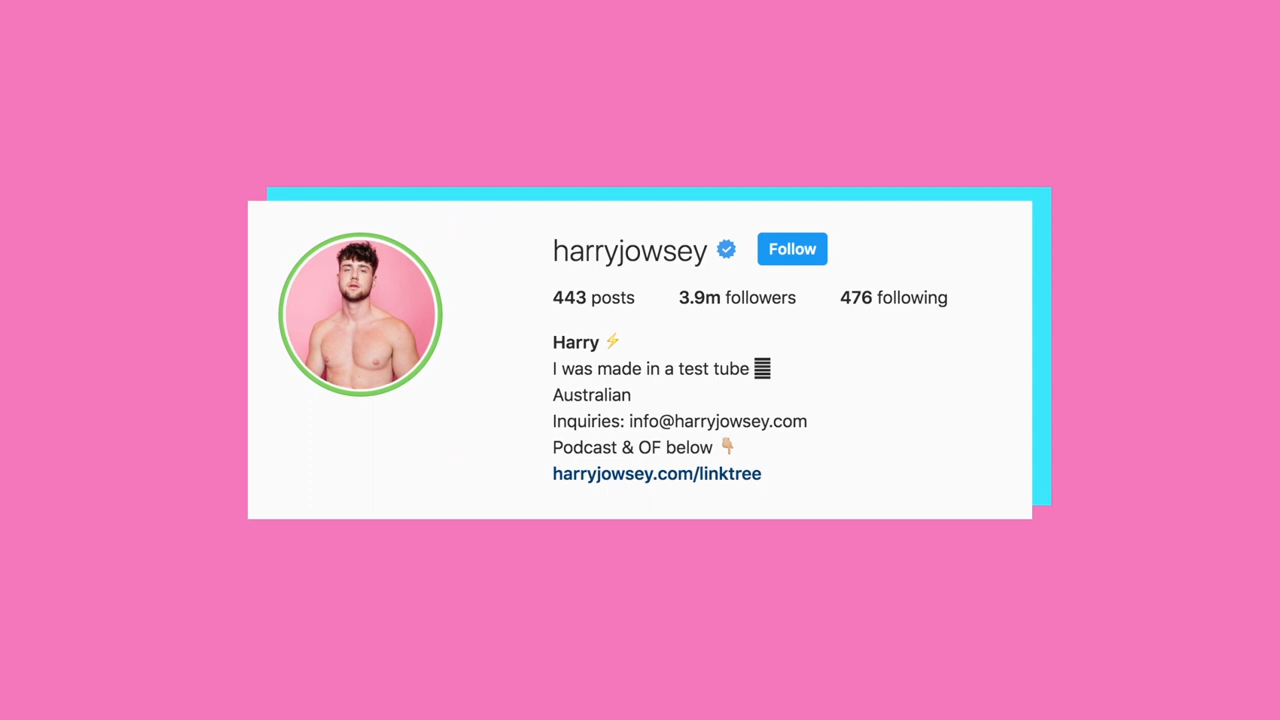 harryjowsey Follow
443 posts 3.9m followers 476 following
Harry ⚡
I was made in a test tube
Australian
Inquiries: info@harryjowsey.com
Podcast & OF below 👇🏼
harryjowsey.com/linktree